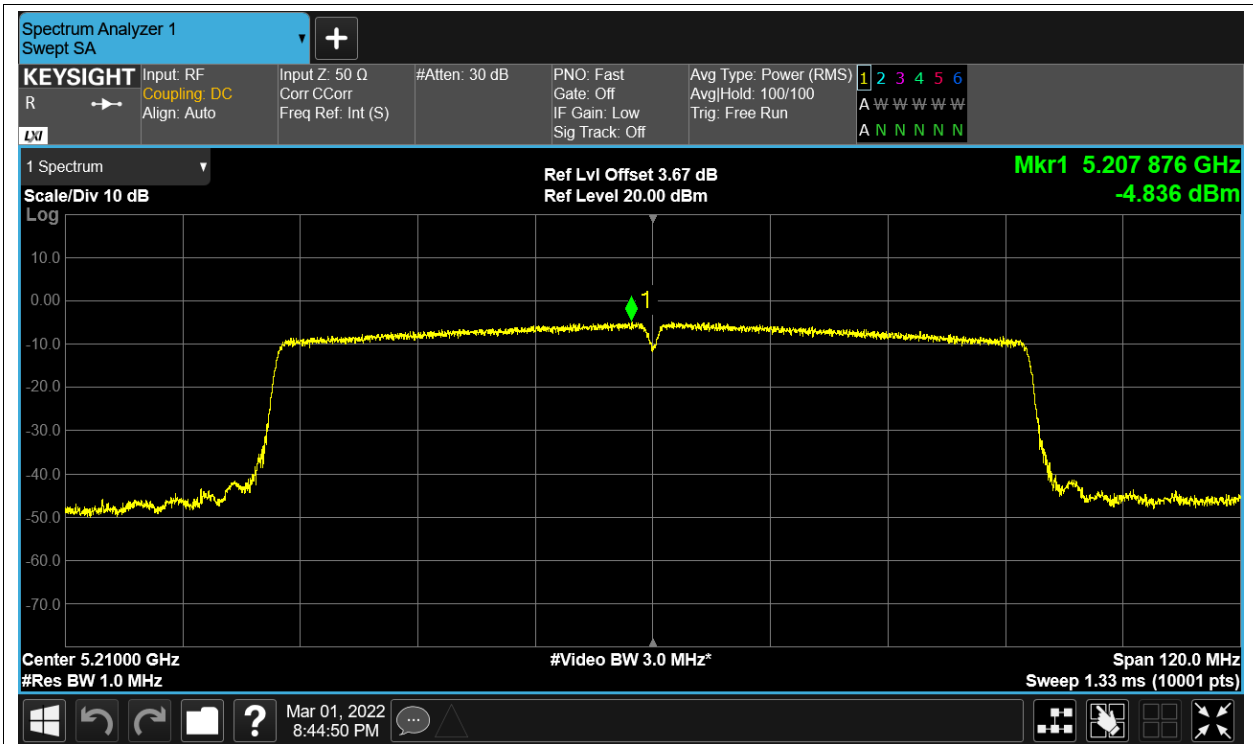 Spectrum Analyzer 1
Swept SA
+
KEYSIGHT
R
LXI
Input: RF
Coupling: DC
Align: Auto
Input Z: 50 Ω
Corr CCorr
Freq Ref: Int (S)
#Atten: 30 dB
PNO: Fast
Gate: Off
IF Gain: Low
Sig Track: Off
Avg Type: Power (RMS)
Avg|Hold: 100/100
Trig: Free Run
1 2 3 4 5 6
A W W W W W
A N N N N N
1 Spectrum
Scale/Div 10 dB
Ref Lvl Offset 3.67 dB
Ref Level 20.00 dBm
Mkr1 5.207 876 GHz
-4.836 dBm
Log
10.0
0.00
-10.0
-20.0
-30.0
-40.0
-50.0
-60.0
-70.0
1
Center 5.21000 GHz
#Res BW 1.0 MHz
#Video BW 3.0 MHz*
Span 120.0 MHz
Sweep 1.33 ms (10001 pts)
?
Mar 01, 2022
8:44:50 PM